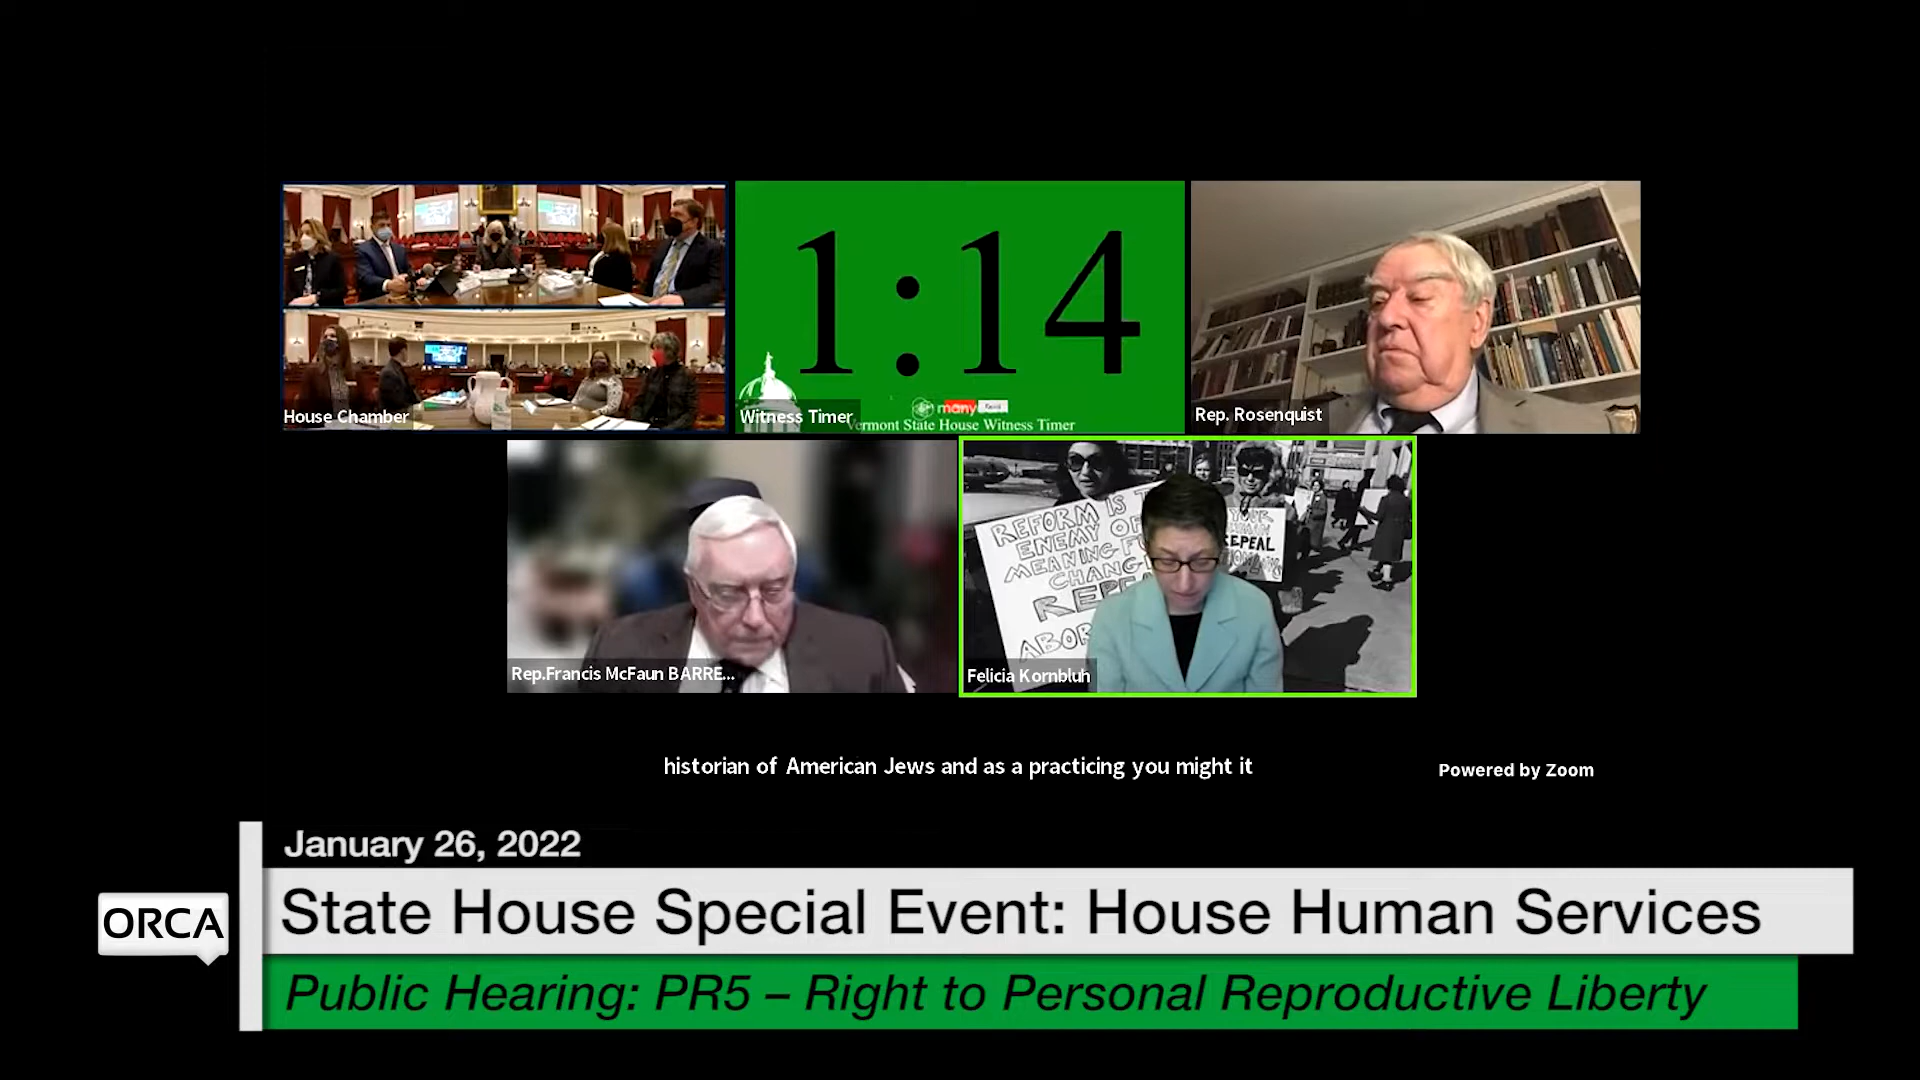 1:14
many
Vermont State House Witness Timer
House Chamber
Witness Timer
Rep. Rosenquist
REFORM IS
ENEMY OF
MEANING
CHANG
REPE
ABOR
REPEAL
Rep.Francis McFaun BARRE...
Felicia Kornbluh
historian of American Jews and as a practicing you might it
Powered by Zoom
January 26, 2022
ORCA
State House Special Event: House Human Services
Public Hearing: PR5 – Right to Personal Reproductive Liberty